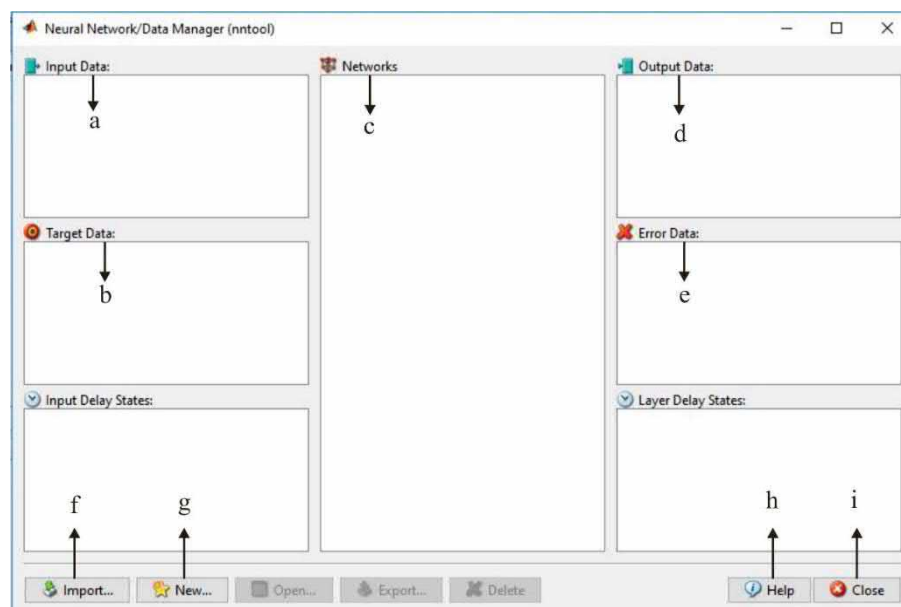 Neural Network/Data Manager (nntool)
Input Data:
Networks
Output Data:
a
c
d
Target Data:
Error Data:
b
e
Input Delay States:
Layer Delay States:
f
g
h
i
Import...
New...
Open...
Export...
Delete
Help
Close